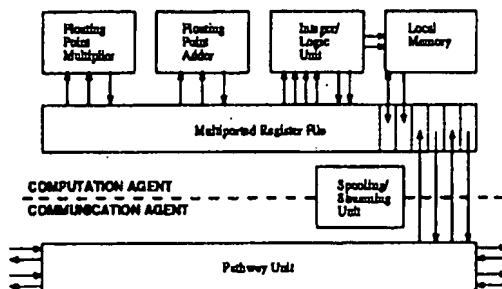 Floating
Point
Multiplier
Floating
Point
Adder
Integer/
Logic
Unit
Local
Memory
Multiported Register File
COMPUTATION AGENT
COMMUNICATION AGENT
Spooling/
Streaming
Unit
Pathway Unit